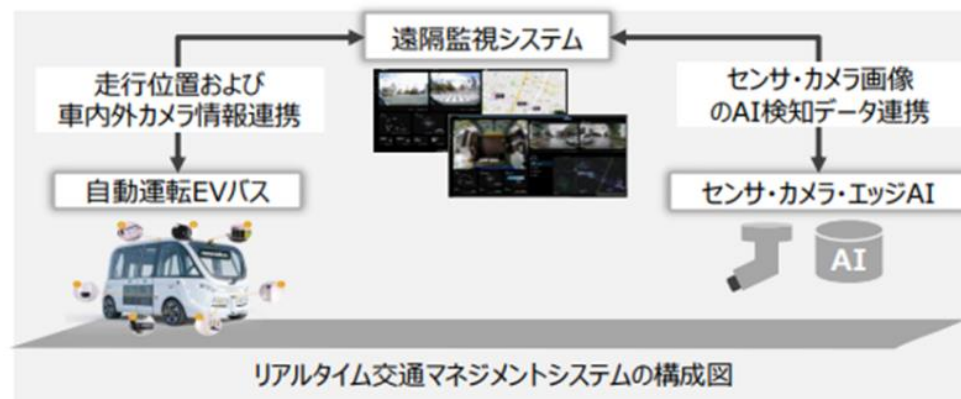 遠隔監視システム
走行位置および
車内外カメラ情報連携
センサ・カメラ画像
のAI検知データ連携
自動運転EVバス
センサ・カメラ・エッジAI
AI
リアルタイム交通マネジメントシステムの構成図